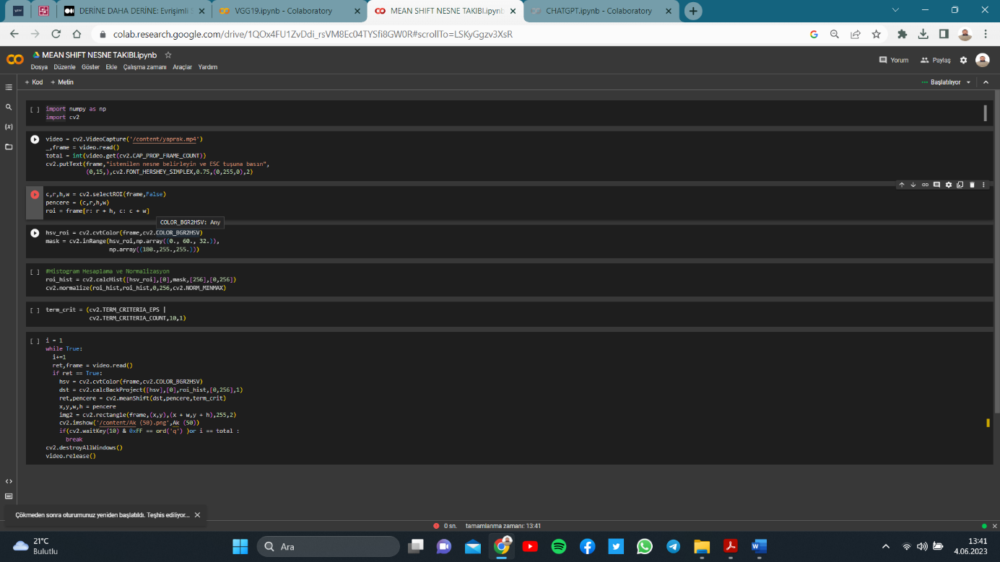 DERİNE DAHA DERİNE: Evrişimli
VGG19.ipynb - Colaboratory
MEAN SHIFT NESNE TAKIBI.ipynb
CHATGPT.ipynb - Colaboratory
colab.research.google.com/drive/1QOx4FU1ZvDdi_rsVM8Ec04TYSfi8GW0R#scrollTo=LSKyGgzv3XsR
MEAN SHIFT NESNE TAKIBI.ipynb
Dosya Düzenle Göster Ekle Çalışma zamanı Araçlar Yardım
Yorum Paylaş
+ Kod + Metin
Başlatılıyor
[ ] import numpy as np
import cv2
video = cv2.VideoCapture('/content/yaprak.mp4')
_,frame = video.read()
total = int(video.get(cv2.CAP_PROP_FRAME_COUNT))
cv2.putText(frame,"istenilen nesne belirleyin ve ESC tuşuna basın",
(0,15,),cv2.FONT_HERSHEY_SIMPLEX,0.75,(0,255,0),2)
c,r,h,w = cv2.selectROI(frame,False)
pencere = (c,r,h,w)
roi = frame[r: r + h, c: c + w]
COLOR_BGR2HSV: Any
hsv_roi = cv2.cvtColor(frame,cv2.COLOR_BGR2HSV)
mask = cv2.inRange(hsv_roi,np.array((0., 60., 32.)),
np.array((180.,255.,255.)))
[ ] #Histogram Hesaplama ve Normalizasyon
roi_hist = cv2.calcHist([hsv_roi],[0],mask,[256],[0,256])
cv2.normalize(roi_hist,roi_hist,0,256,cv2.NORM_MINMAX)
[ ] term_crit = (cv2.TERM_CRITERIA_EPS |
cv2.TERM_CRITERIA_COUNT,10,1)
[ ] i = 1
while True:
i+=1
ret,frame = video.read()
if ret == True:
hsv = cv2.cvtColor(frame,cv2.COLOR_BGR2HSV)
dst = cv2.calcBackProject([hsv],[0],roi_hist,[0,256],1)
ret,pencere = cv2.meanShift(dst,pencere,term_crit)
x,y,w,h = pencere
img2 = cv2.rectangle(frame,(x,y),(x + w,y + h),255,2)
cv2.imshow('/content/Ak (50).png',Ak (50))
if(cv2.waitKey(10) & 0xFF == ord('q') )or i == total :
break
cv2.destroyAllWindows()
video.release()
Çökmeden sonra oturumunuz yeniden başlatıldı. Teşhis ediliyor...
0 sn. tamamlanma zamanı: 13:41
21°C
Bulutlu
Ara
13:41
4.06.2023